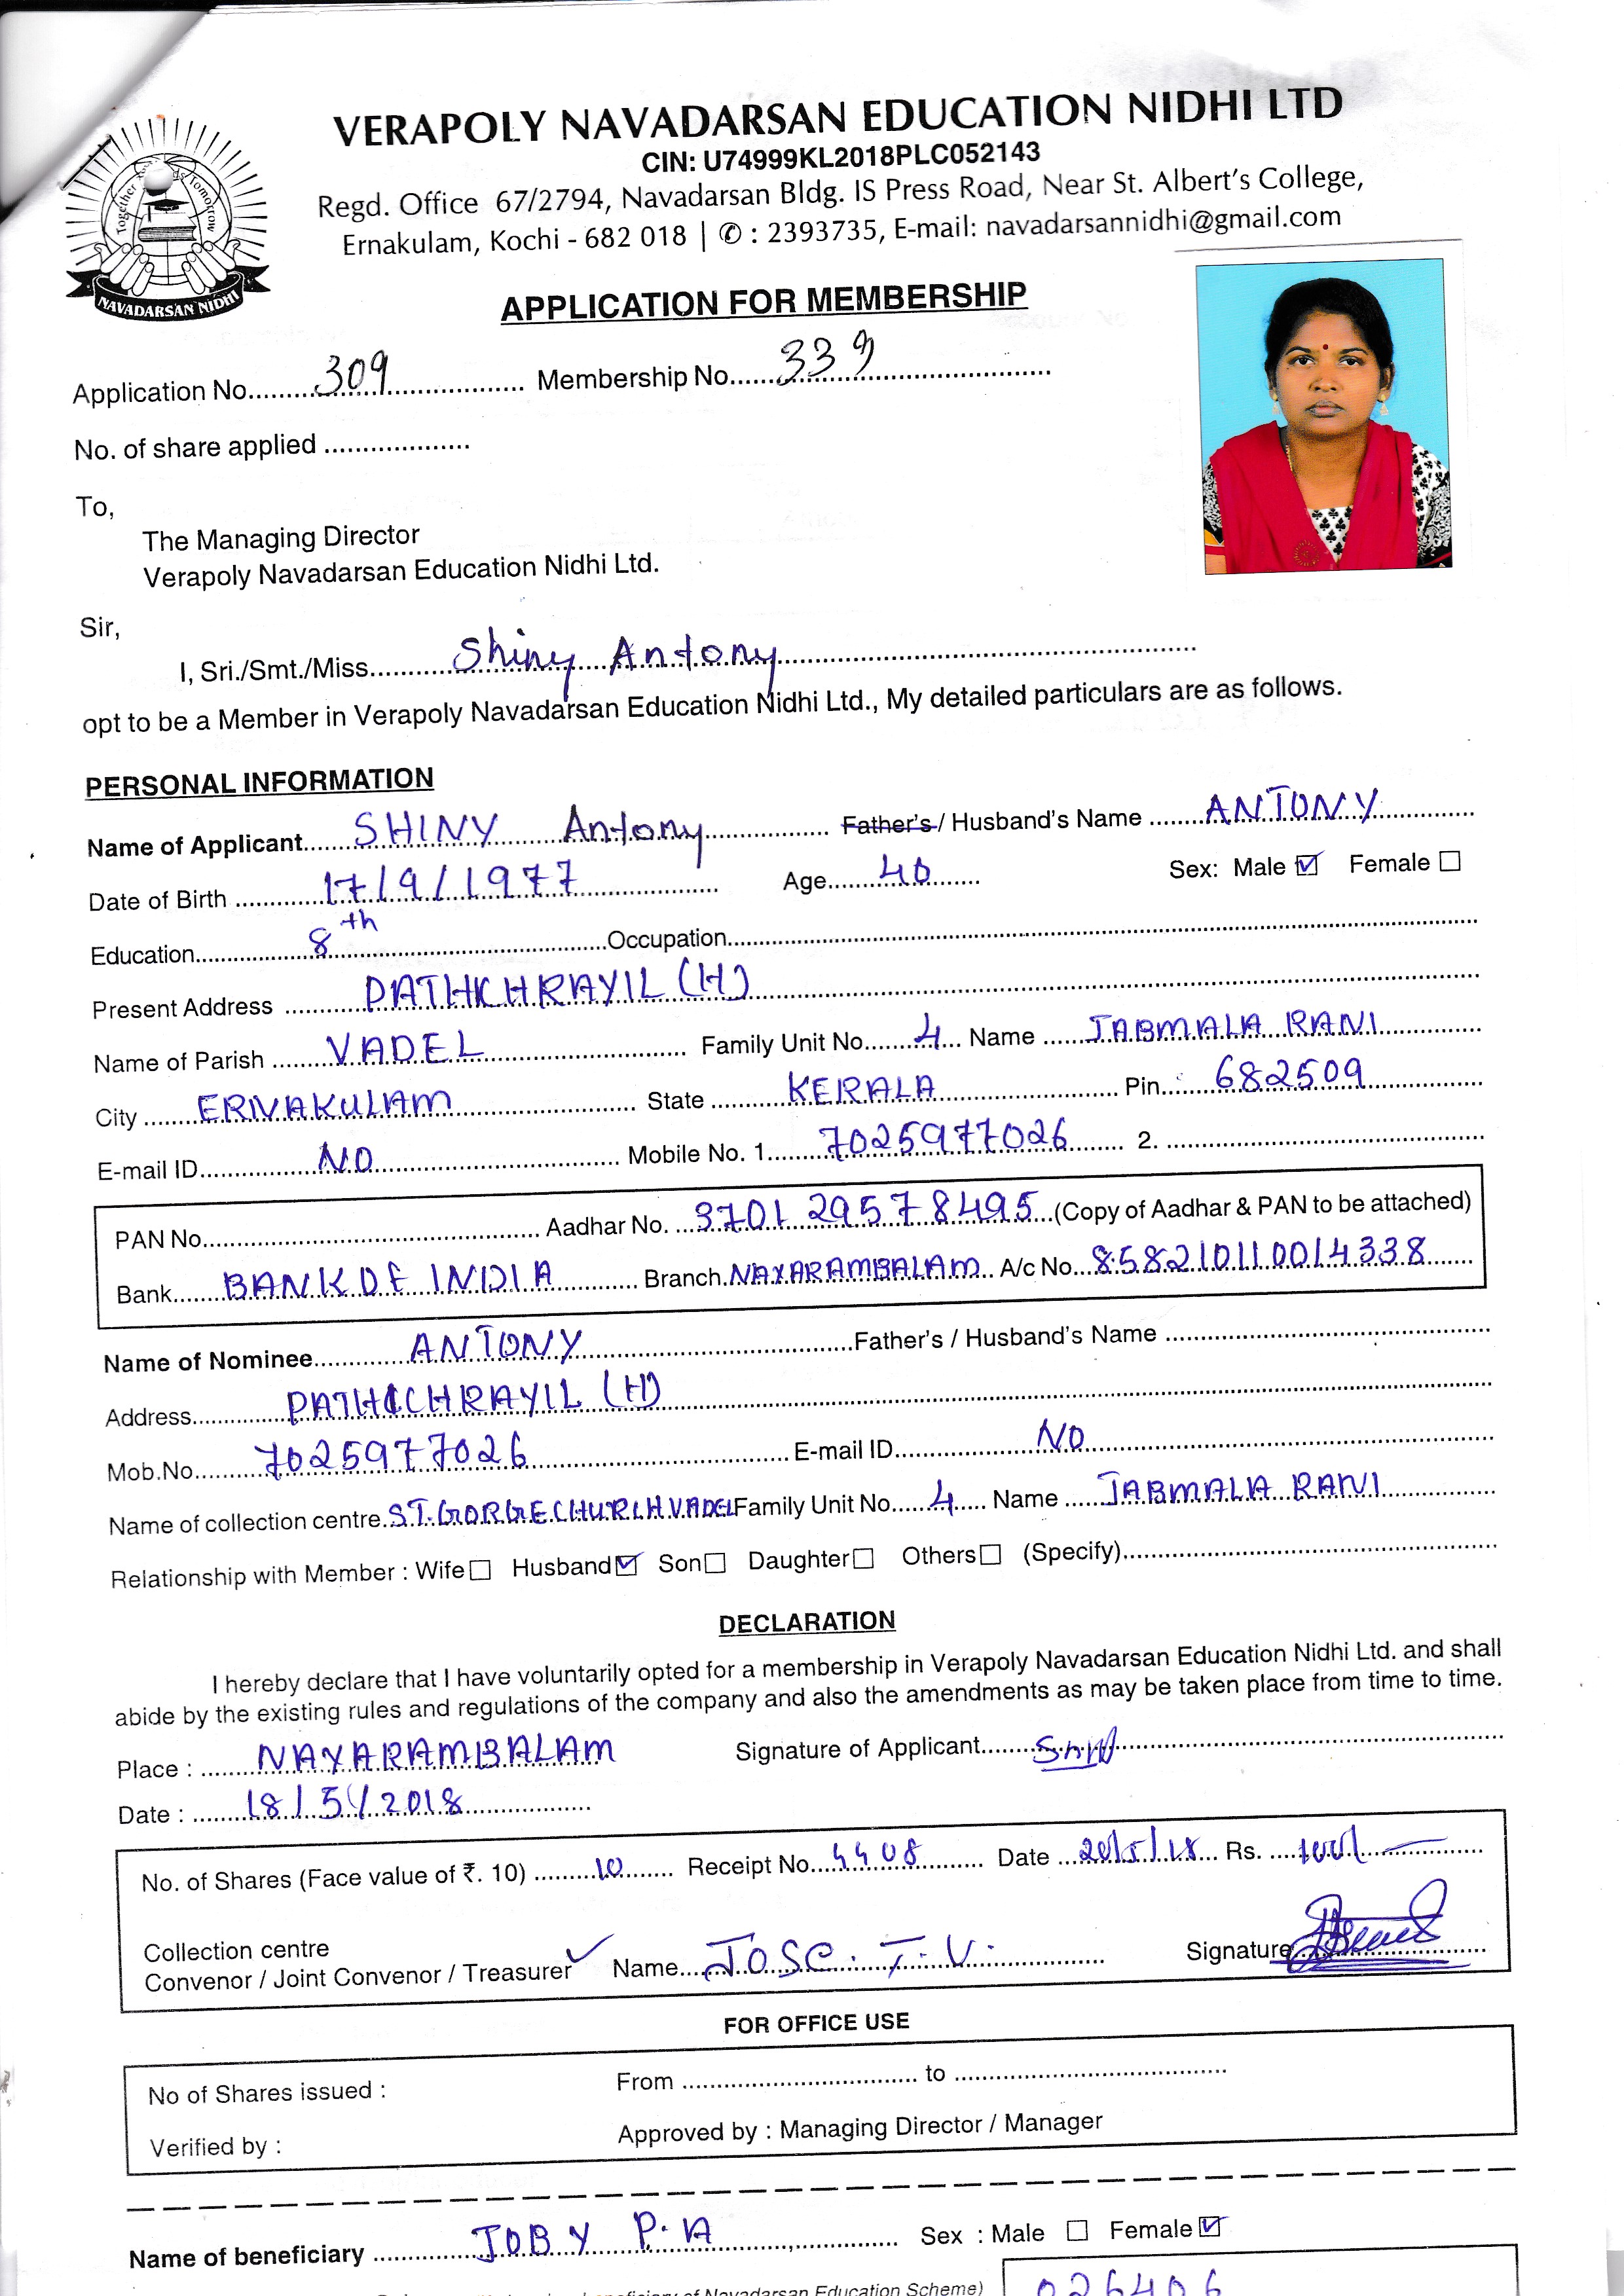 VERAPOLY NAVADARSAN EDUCATION NIDHI LTD
CIN: U74999KL2018PLC052143
Regd. Office 67/2794, Navadarsan Bldg. IS Press Road, Near St. Albert's College,
Ernakulam, Kochi - 682 018 | ✆ : 2393735, E-mail: navadarsannidhi@gmail.com
Together Tomorrow
NAVADARSAN NIDHI
APPLICATION FOR MEMBERSHIP
Application No. 309 Membership No. 339
No. of share applied
To,
The Managing Director
Verapoly Navadarsan Education Nidhi Ltd.
Sir,
I, Sri./Smt./Miss. Shiny Antony
opt to be a Member in Verapoly Navadarsan Education Nidhi Ltd., My detailed particulars are as follows.
PERSONAL INFORMATION
Name of Applicant SHINY Antony Father's / Husband's Name ANTONY
Date of Birth 17/9/1977 Age 40 Sex: Male ☑ Female ☐
Education 8th Occupation
Present Address PATHKHRAYIL (H)
Name of Parish VADEL Family Unit No. 4 Name JABMALA RANI
City ERNAKULAM State KERALA Pin 682509
E-mail ID NO Mobile No. 1 7025977026 2.
PAN No. Aadhar No. 3701 2957 8495 (Copy of Aadhar & PAN to be attached)
Bank BANK OF INDIA Branch NAYARAMBALAM A/c No. 858210110014338
Name of Nominee ANTONY Father's / Husband's Name
Address PATHICHRAYIL (H)
Mob.No. 7025977026 E-mail ID NO
Name of collection centre ST. GORGE CHURCH VADEL Family Unit No. 4 Name JABMALA RANI
Relationship with Member : Wife ☐ Husband ☑ Son ☐ Daughter ☐ Others ☐ (Specify)
DECLARATION
I hereby declare that I have voluntarily opted for a membership in Verapoly Navadarsan Education Nidhi Ltd. and shall
abide by the existing rules and regulations of the company and also the amendments as may be taken place from time to time.
Place : NAYARAMBALAM Signature of Applicant
Date : 18/5/2018
No. of Shares (Face value of ₹. 10) 10 Receipt No. 4408 Date 20/5/18 Rs. 100/-
Collection centre
Convenor / Joint Convenor / Treasurer ✓ Name JOSE. T. V. Signature
FOR OFFICE USE
No of Shares issued : From to
Verified by : Approved by : Managing Director / Manager
Name of beneficiary JOBY P.A Sex : Male ☐ Female ☑
of Navadarsan Education Scheme) 026406